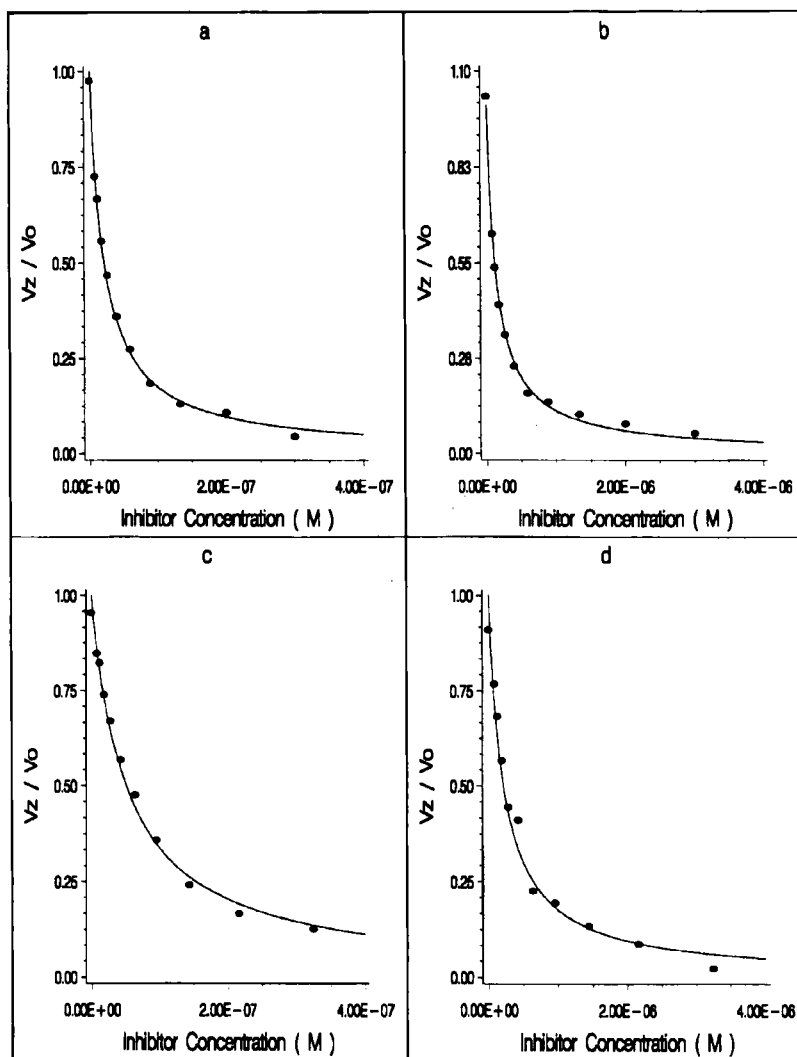 a
1.00
0.75
0.50
0.25
0.00
Vz / Vo
0.00E+00 2.00E-07 4.00E-07
Inhibitor Concentration ( M )
b
1.10
0.83
0.55
0.28
0.00
Vz / Vo
0.00E+00 2.00E-06 4.00E-06
Inhibitor Concentration ( M )
c
1.00
0.75
0.50
0.25
0.00
Vz / Vo
0.00E+00 2.00E-07 4.00E-07
Inhibitor Concentration ( M )
d
1.00
0.75
0.50
0.25
0.00
Vz / Vo
0.00E+00 2.00E-06 4.00E-06
Inhibitor Concentration ( M )